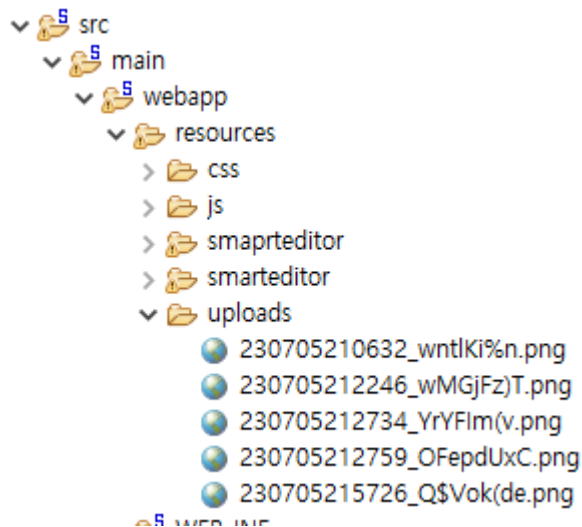 src
main
webapp
resources
css
js
smaprteditor
smarteditor
uploads
230705210632_wntlKi%n.png
230705212246_wMGjFz)T.png
230705212734_YrYFIm(v.png
230705212759_OFepdUxC.png
230705215726_Q$Vok(de.png